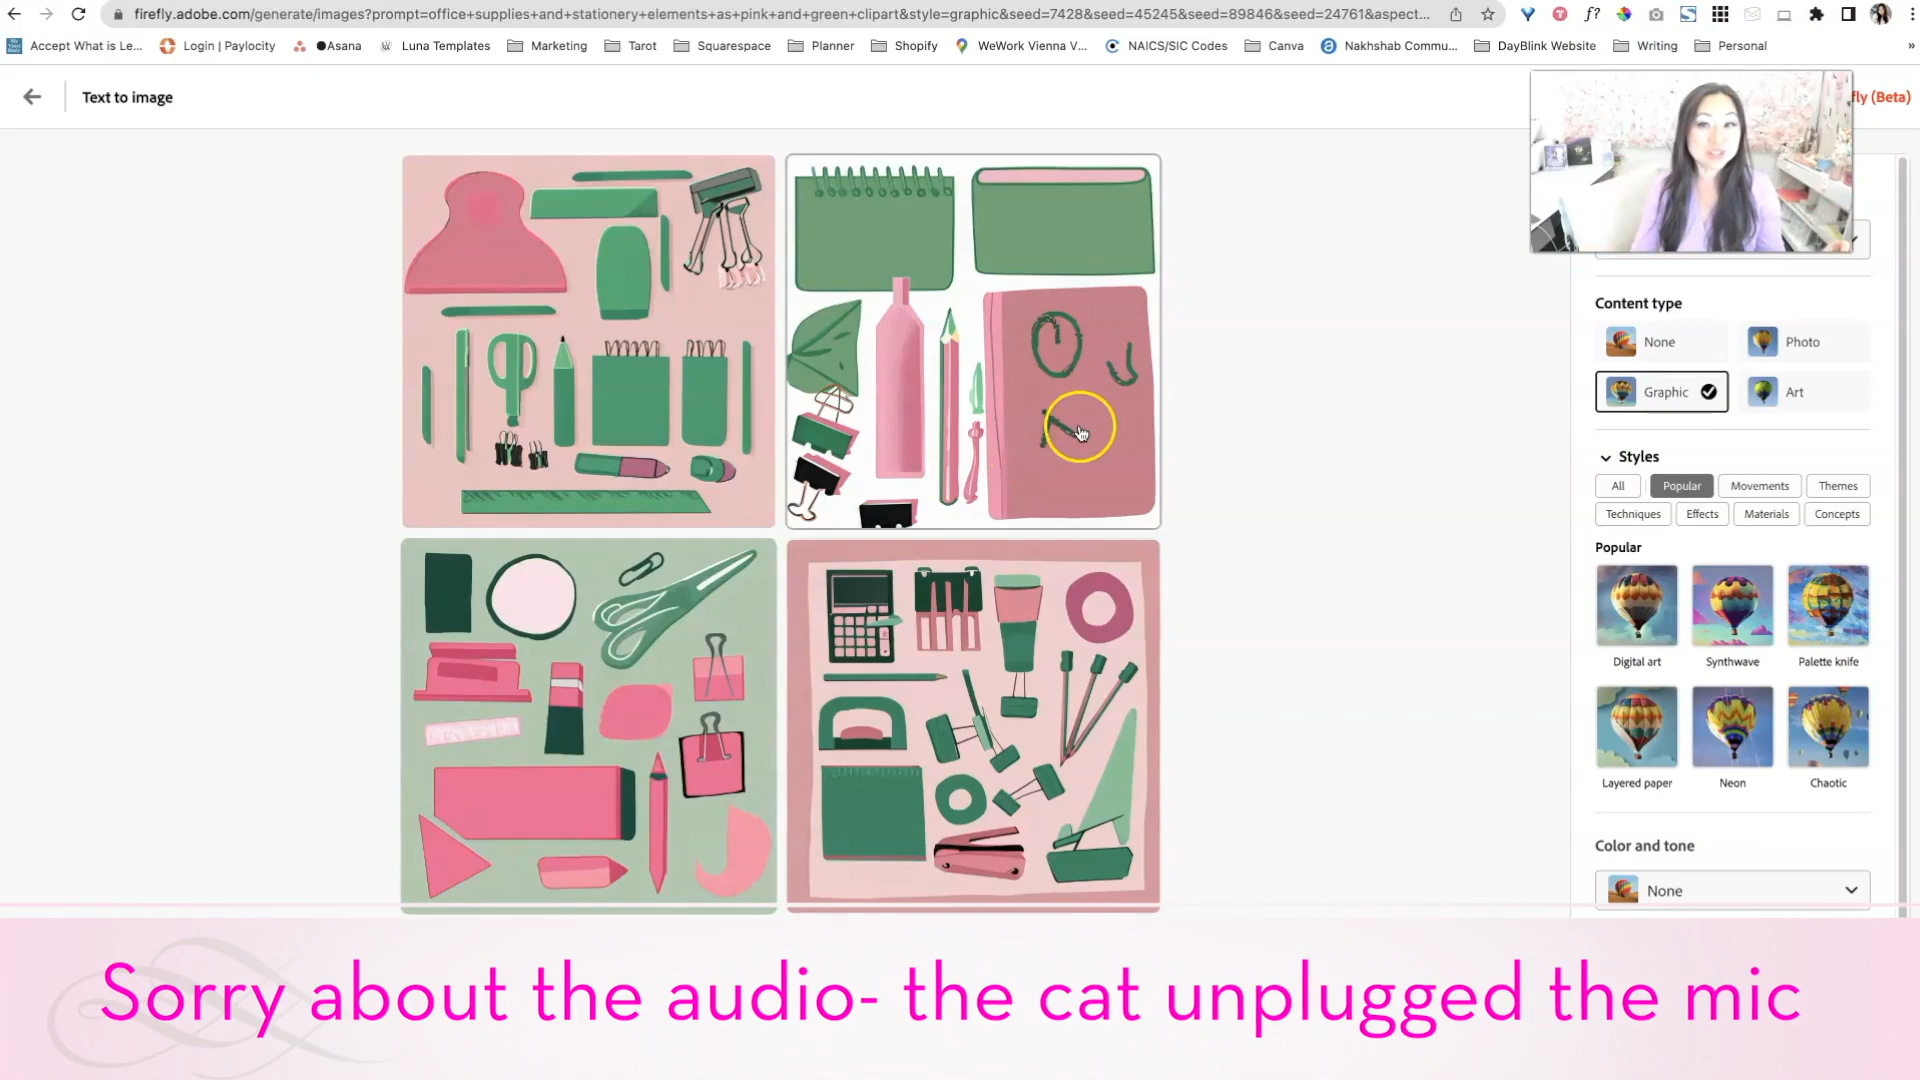 firefly.adobe.com/generate/images?prompt=office+supplies+and+stationery+elements+as+pink+and+green+clipart&style=graphic&seed=7428&seed=45245&seed=89846&seed=24761&aspect...
Accept What is Le...
Login | Paylocity
●Asana
Luna Templates
Marketing
Tarot
Squarespace
Planner
Shopify
WeWork Vienna V...
NAICS/SIC Codes
Canva
Nakhshab Commu...
DayBlink Website
Writing
Personal
»
Text to image
fly (Beta)
Content type
None
Photo
Graphic
Art
Styles
All
Popular
Movements
Themes
Techniques
Effects
Materials
Concepts
Popular
Digital art
Synthwave
Palette knife
Layered paper
Neon
Chaotic
Color and tone
None
Sorry about the audio- the cat unplugged the mic